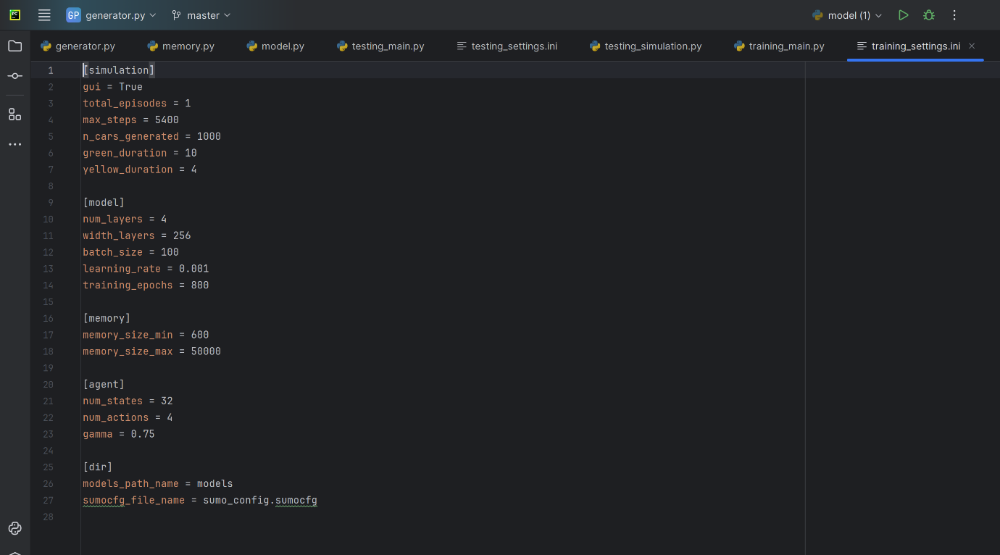 PC
GP generator.py master model (1)
generator.py memory.py model.py testing_main.py testing_settings.ini testing_simulation.py training_main.py training_settings.ini
1 [simulation]
2 gui = True
3 total_episodes = 1
4 max_steps = 5400
5 n_cars_generated = 1000
6 green_duration = 10
7 yellow_duration = 4
8
9 [model]
10 num_layers = 4
11 width_layers = 256
12 batch_size = 100
13 learning_rate = 0.001
14 training_epochs = 800
15
16 [memory]
17 memory_size_min = 600
18 memory_size_max = 50000
19
20 [agent]
21 num_states = 32
22 num_actions = 4
23 gamma = 0.75
24
25 [dir]
26 models_path_name = models
27 sumocfg_file_name = sumo_config.sumocfg
28